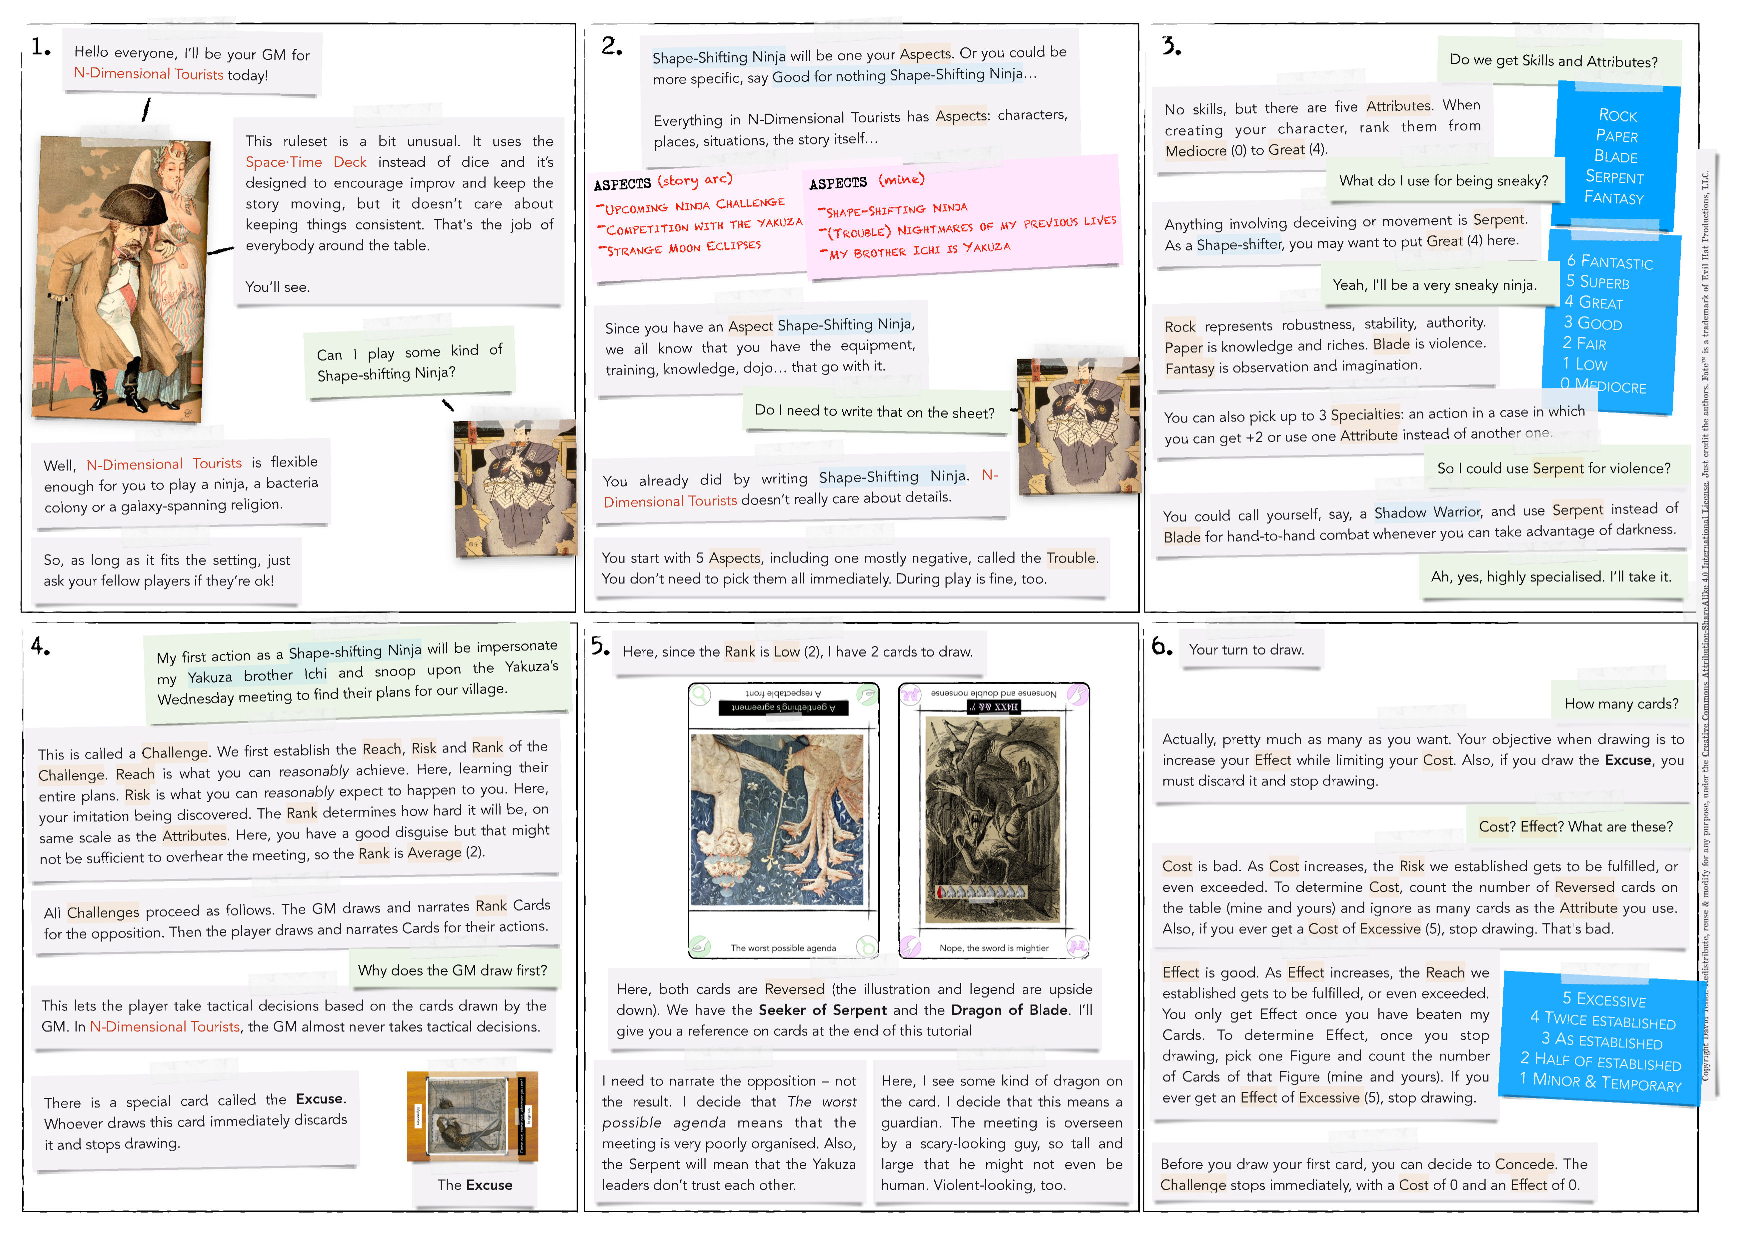 1.
Hello everyone, I'll be your GM for
N-Dimensional Tourists today!
This ruleset is a bit unusual. It uses the
Space·Time Deck instead of dice and it's
designed to encourage improv and keep the
story moving, but it doesn't care about
keeping things consistent. That's the job of
everybody around the table.
You'll see.
Can I play some kind of
Shape-shifting Ninja?
Well, N-Dimensional Tourists is flexible
enough for you to play a ninja, a bacteria
colony or a galaxy-spanning religion.
So, as long as it fits the setting, just
ask your fellow players if they're ok!
2.
Shape-Shifting Ninja will be one your Aspects. Or you could be
more specific, say Good for nothing Shape-Shifting Ninja…
Everything in N-Dimensional Tourists has Aspects: characters,
places, situations, the story itself…
ASPECTS (story arc)
-UPCOMING NINJA CHALLENGE
-COMPETITION WITH THE YAKUZA
-STRANGE MOON ECLIPSES
ASPECTS (mine)
-SHAPE-SHIFTING NINJA
-(TROUBLE) NIGHTMARES OF MY PREVIOUS LIVES
-MY BROTHER ICHI IS YAKUZA
Since you have an Aspect Shape-Shifting Ninja,
we all know that you have the equipment,
training, knowledge, dojo… that go with it.
Do I need to write that on the sheet?
You already did by writing Shape-Shifting Ninja. N-
Dimensional Tourists doesn't really care about details.
You start with 5 Aspects, including one mostly negative, called the Trouble.
You don't need to pick them all immediately. During play is fine, too.
3.
Do we get Skills and Attributes?
No skills, but there are five Attributes. When
creating your character, rank them from
Mediocre (0) to Great (4).
ROCK
PAPER
BLADE
SERPENT
FANTASY
What do I use for being sneaky?
Anything involving deceiving or movement is Serpent.
As a Shape-shifter, you may want to put Great (4) here.
Yeah, I'll be a very sneaky ninja.
6 FANTASTIC
5 SUPERB
4 GREAT
3 GOOD
2 FAIR
1 LOW
0 MEDIOCRE
Rock represents robustness, stability, authority.
Paper is knowledge and riches. Blade is violence.
Fantasy is observation and imagination.
You can also pick up to 3 Specialties: an action in a case in which
you can get +2 or use one Attribute instead of another one.
So I could use Serpent for violence?
You could call yourself, say, a Shadow Warrior, and use Serpent instead of
Blade for hand-to-hand combat whenever you can take advantage of darkness.
Ah, yes, highly specialised. I'll take it.
4.
My first action as a Shape-shifting Ninja will be impersonate
my Yakuza brother Ichi and snoop upon the Yakuza's
Wednesday meeting to find their plans for our village.
This is called a Challenge. We first establish the Reach, Risk and Rank of the
Challenge. Reach is what you can reasonably achieve. Here, learning their
entire plans. Risk is what you can reasonably expect to happen to you. Here,
your imitation being discovered. The Rank determines how hard it will be, on
same scale as the Attributes. Here, you have a good disguise but that might
not be sufficient to overhear the meeting, so the Rank is Average (2).
All Challenges proceed as follows. The GM draws and narrates Rank Cards
for the opposition. Then the player draws and narrates Cards for their actions.
Why does the GM draw first?
This lets the player take tactical decisions based on the cards drawn by the
GM. In N-Dimensional Tourists, the GM almost never takes tactical decisions.
There is a special card called the Excuse.
Whoever draws this card immediately discards
it and stops drawing.
The Excuse
5.
Here, since the Rank is Low (2), I have 2 cards to draw.
A respectable front
A gentlething's agreement
The worst possible agenda
Nonsense and double nonsense
Nope, the sword is mightier
Here, both cards are Reversed (the illustration and legend are upside
down). We have the Seeker of Serpent and the Dragon of Blade. I'll
give you a reference on cards at the end of this tutorial
I need to narrate the opposition – not
the result. I decide that The worst
possible agenda means that the
meeting is very poorly organised. Also,
the Serpent will mean that the Yakuza
leaders don't trust each other.
Here, I see some kind of dragon on
the card. I decide that this means a
guardian. The meeting is overseen
by a scary-looking guy, so tall and
large that he might not even be
human. Violent-looking, too.
6.
Your turn to draw.
How many cards?
Actually, pretty much as many as you want. Your objective when drawing is to
increase your Effect while limiting your Cost. Also, if you draw the Excuse, you
must discard it and stop drawing.
Cost? Effect? What are these?
Cost is bad. As Cost increases, the Risk we established gets to be fulfilled, or
even exceeded. To determine Cost, count the number of Reversed cards on
the table (mine and yours) and ignore as many cards as the Attribute you use.
Also, if you ever get a Cost of Excessive (5), stop drawing. That's bad.
Effect is good. As Effect increases, the Reach we
established gets to be fulfilled, or even exceeded.
You only get Effect once you have beaten my
Cards. To determine Effect, once you stop
drawing, pick one Figure and count the number
of Cards of that Figure (mine and yours). If you
ever get an Effect of Excessive (5), stop drawing.
5 EXCESSIVE
4 TWICE ESTABLISHED
3 AS ESTABLISHED
2 HALF OF ESTABLISHED
1 MINOR & TEMPORARY
Before you draw your first card, you can decide to Concede. The
Challenge stops immediately, with a Cost of 0 and an Effect of 0.
redistribute, reuse & modify for any purpose, under the Creative Commons Attribution-ShareAlike 4.0 International License. Just credit the authors. Fate™ is a trademark of Evil Hat Productions, LLC.